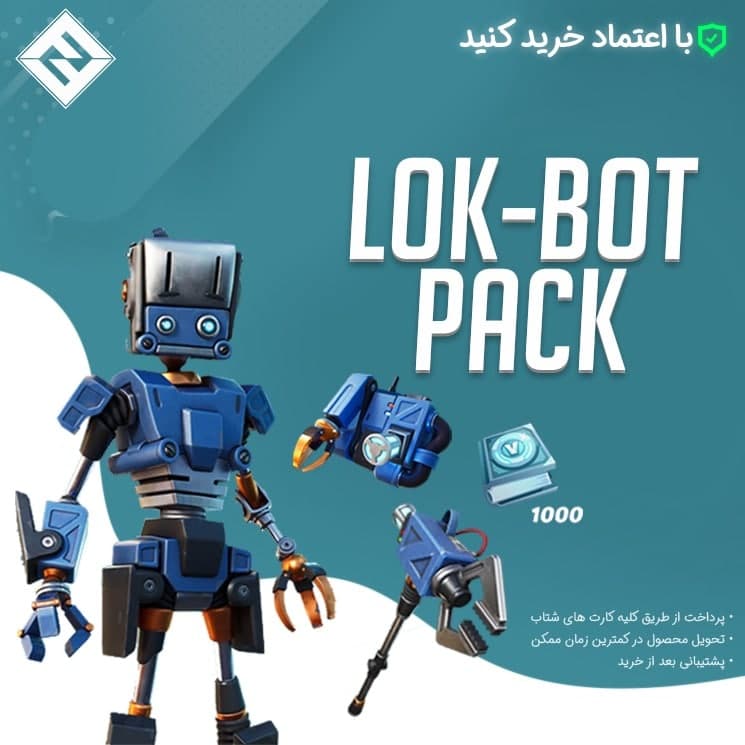 با اعتماد خرید کنید
LOK-BOT
PACK
1000
• پرداخت از طریق کلیه کارت های شتاب
• تحویل محصول در کمترین زمان ممکن
• پشتیبانی بعد از خرید